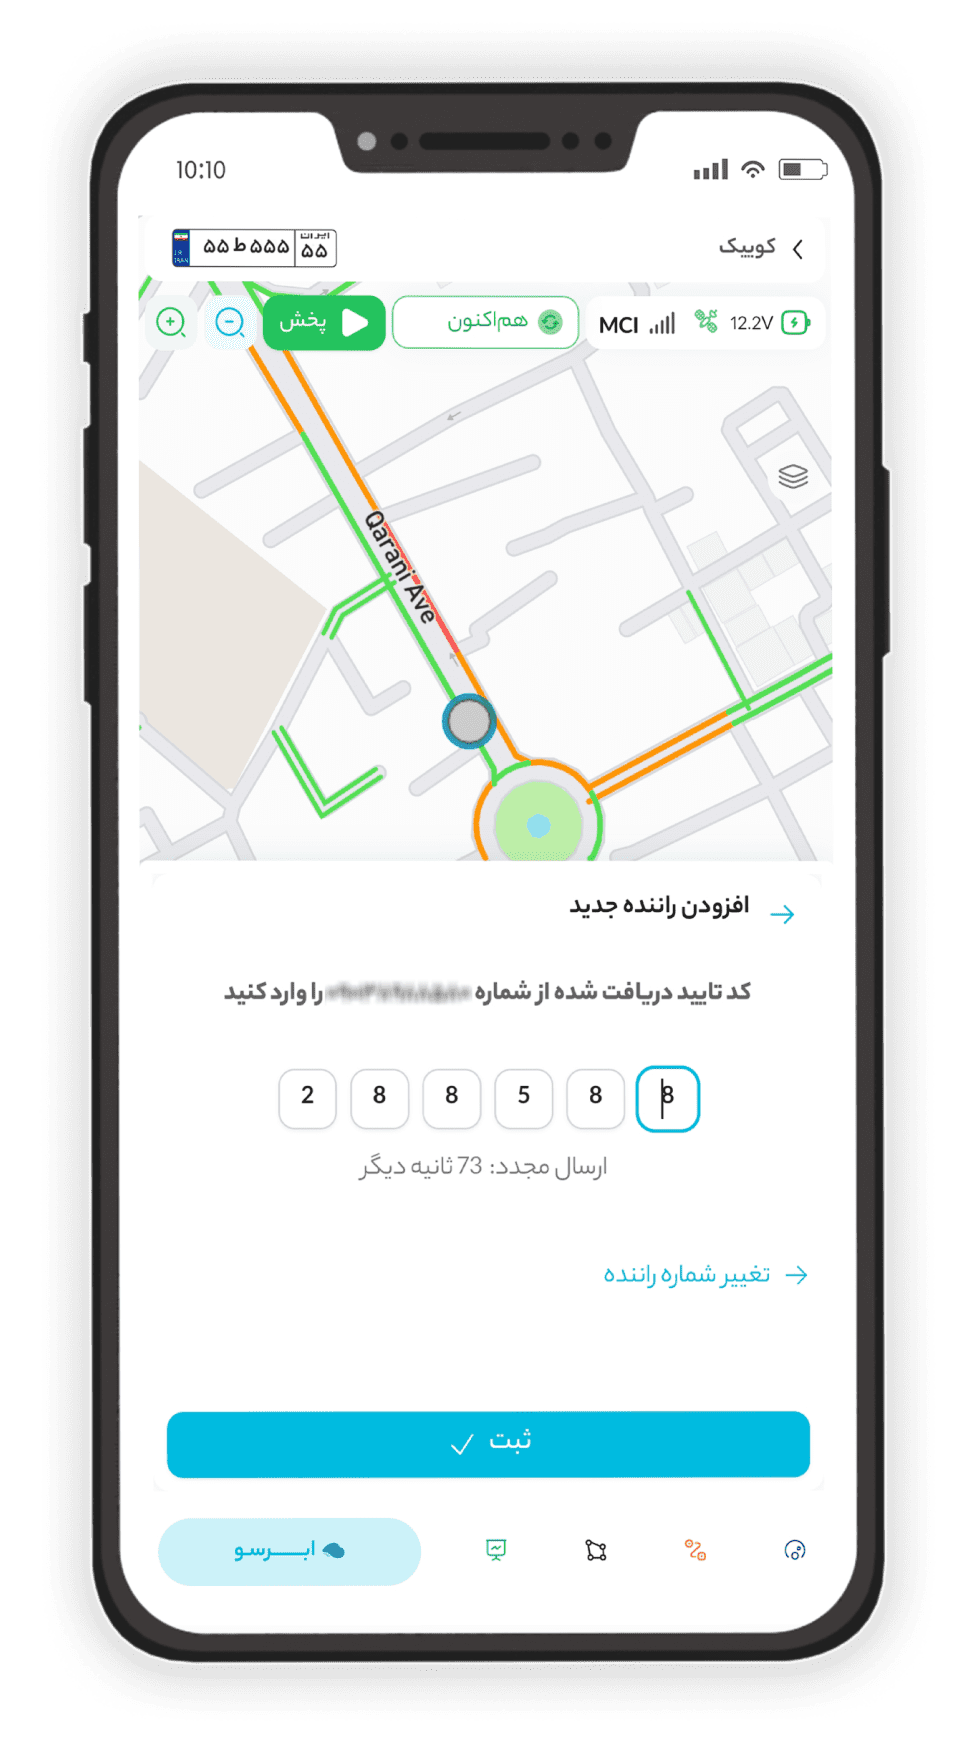 10:10
کوییک
۵۵ ط ۵۵۵
ایران
۵۵
I.R.
IRAN
پخش
هم‌اکنون
MCI
12.2V
Qarani Ave
افزودن راننده جدید
کد تایید دریافت شده از شماره را وارد کنید
2 8 8 5 8 8
ارسال مجدد: 73 ثانیه دیگر
تغییر شماره راننده
ثبت
ابـــرسو